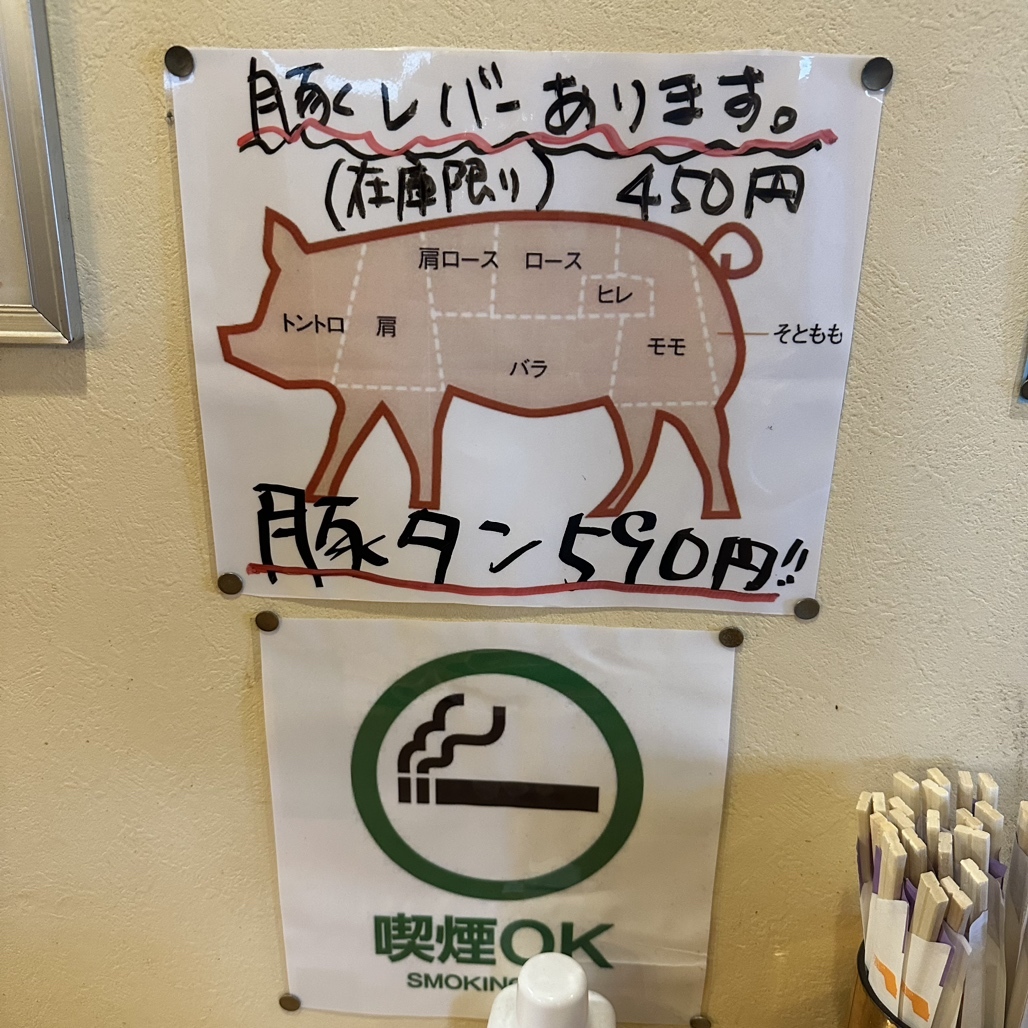 豚レバーあります。
(在庫限り) 450円
肩ロース ロース
ヒレ
トントロ 肩
モモ
そともも
バラ
豚タン 590円!!
喫煙OK
SMOKING